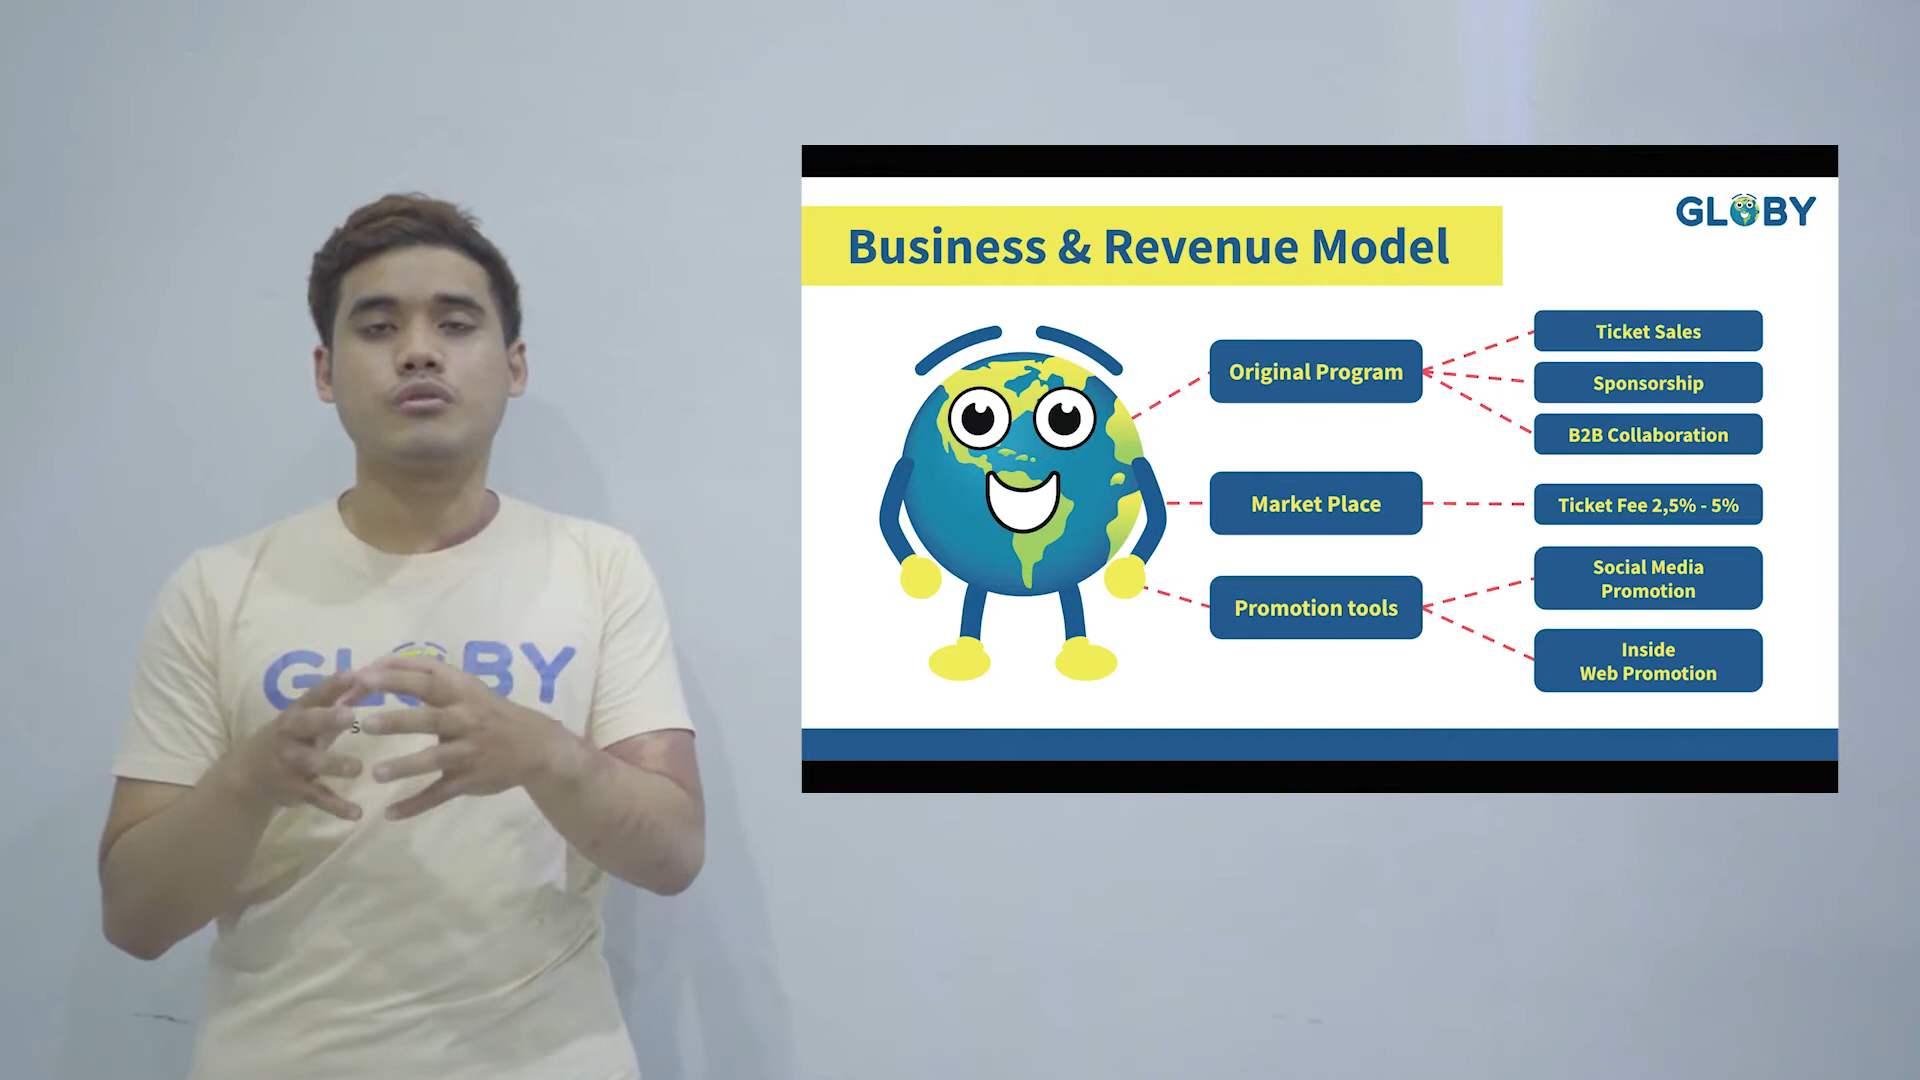 GLOBY
Business & Revenue Model
Original Program
Ticket Sales
Sponsorship
B2B Collaboration
Market Place
Ticket Fee 2,5% - 5%
Promotion tools
Social Media
Promotion
Inside
Web Promotion
GLOBY